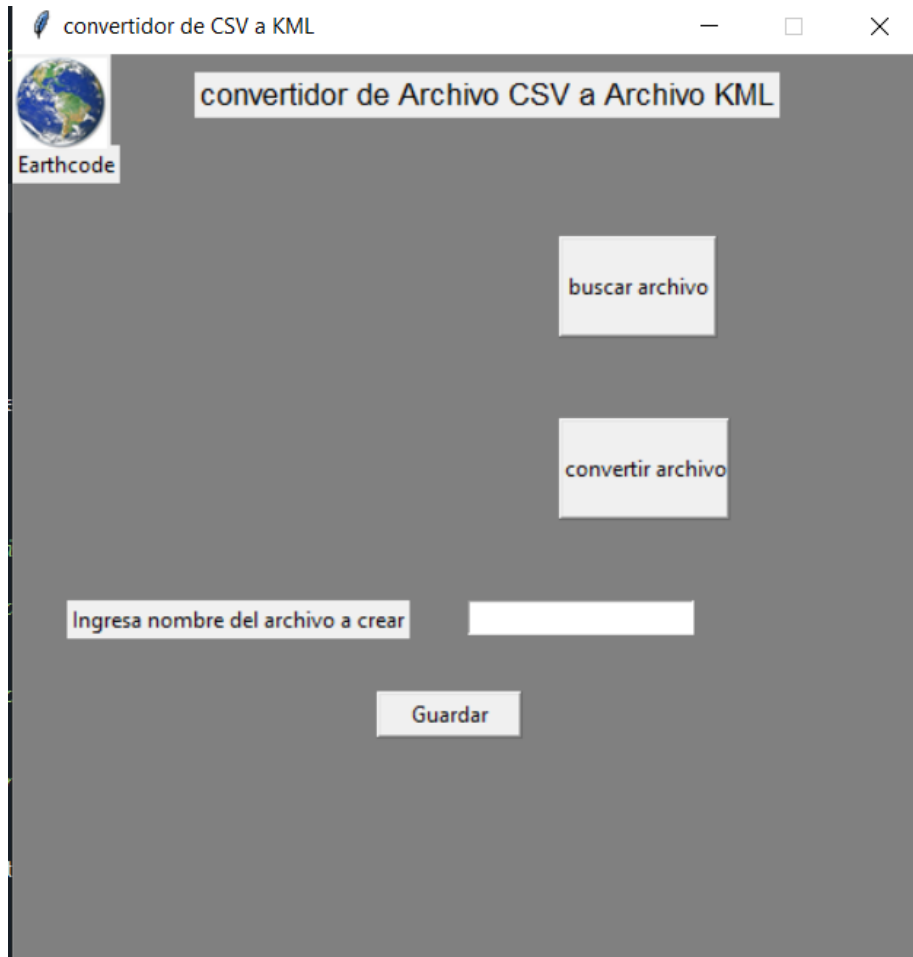 convertidor de CSV a KML
convertidor de Archivo CSV a Archivo KML
Earthcode
buscar archivo
convertir archivo
Ingresa nombre del archivo a crear
Guardar